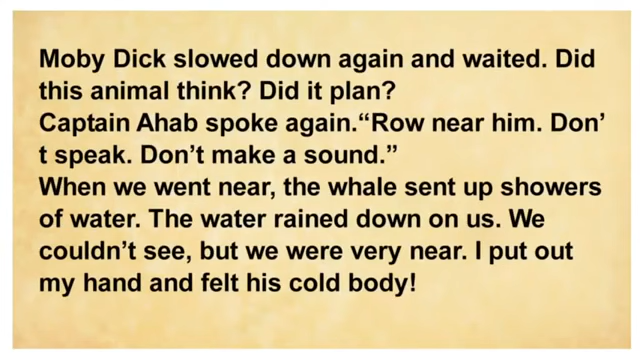 Moby Dick slowed down again and waited. Did
this animal think? Did it plan?
Captain Ahab spoke again.“Row near him. Don’
t speak. Don’t make a sound.”
When we went near, the whale sent up showers
of water. The water rained down on us. We
couldn’t see, but we were very near. I put out
my hand and felt his cold body!